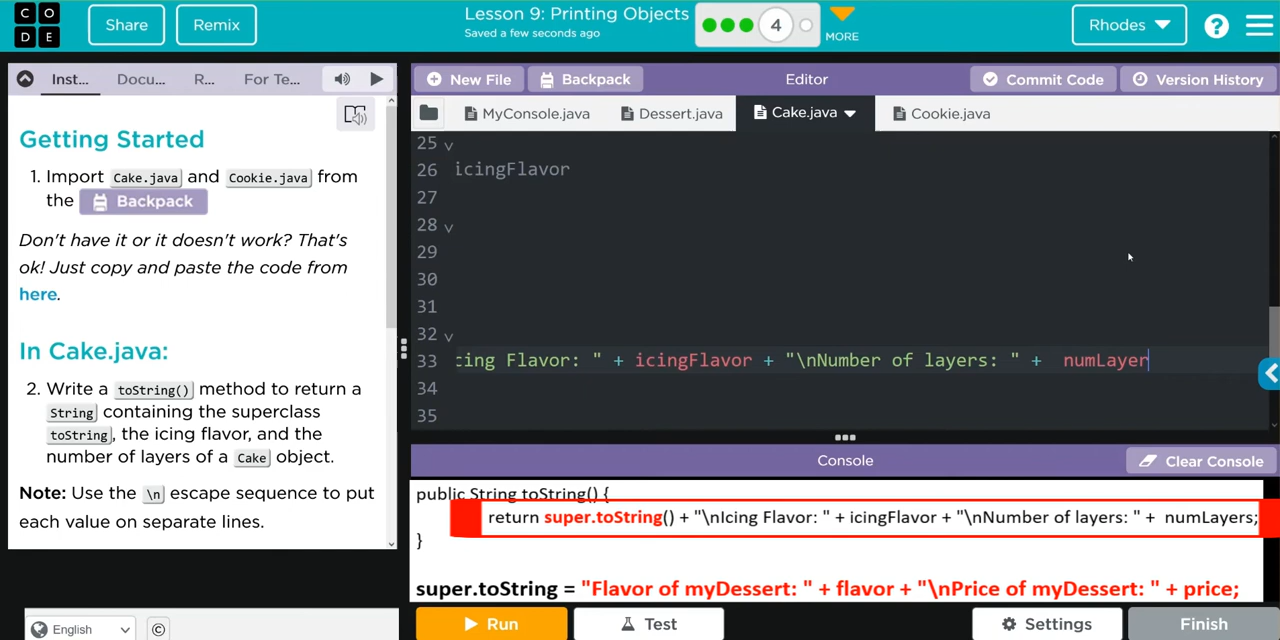 C O
D E
Share
Remix
Lesson 9: Printing Objects
Saved a few seconds ago
4
MORE
Rhodes
?
Inst...
Docu...
R...
For Te...
New File
Backpack
Editor
Commit Code
Version History
MyConsole.java
Dessert.java
Cake.java
Cookie.java
Getting Started
1. Import Cake.java and Cookie.java from
the Backpack
Don't have it or it doesn't work? That's
ok! Just copy and paste the code from
here.
In Cake.java:
2. Write a toString() method to return a
String containing the superclass
toString, the icing flavor, and the
number of layers of a Cake object.
Note: Use the \n escape sequence to put
each value on separate lines.
25
26 icingFlavor
27
28
29
30
31
32
33 cing Flavor: " + icingFlavor + "\nNumber of layers: " +  numLayer
34
35
Console
Clear Console
public String toString() {
return super.toString() + "\nIcing Flavor: " + icingFlavor + "\nNumber of layers: " +  numLayers;
}
super.toString = "Flavor of myDessert: " + flavor + "\nPrice of myDessert: " + price;
English
©
Run
Test
Settings
Finish